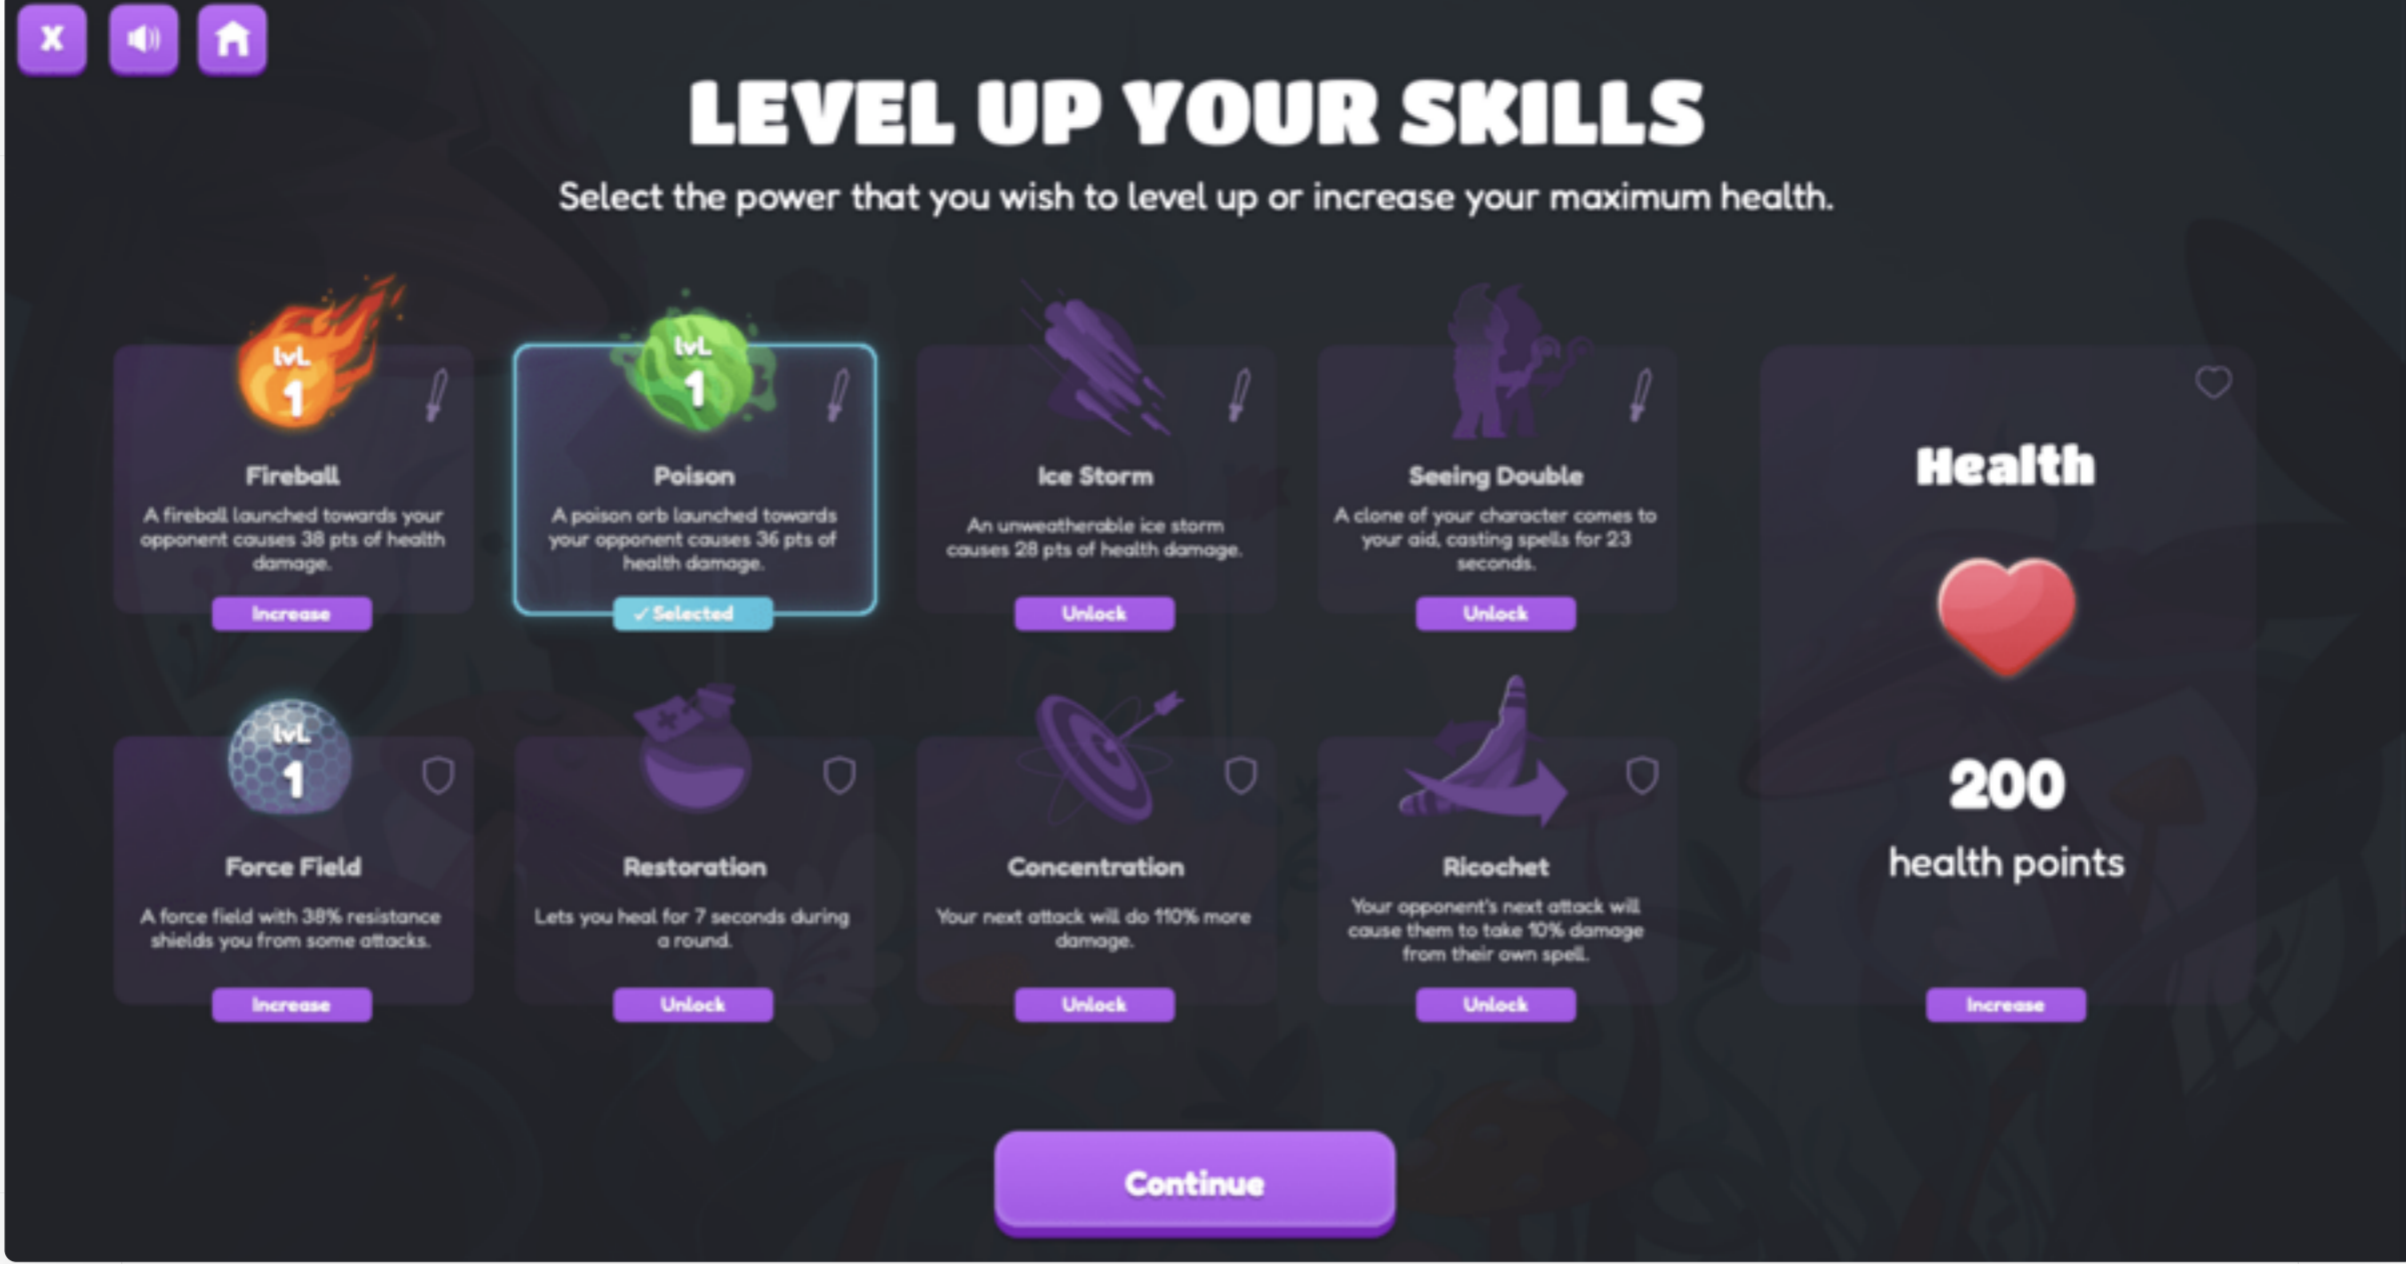 X
LEVEL UP YOUR SKILLS
Select the power that you wish to level up or increase your maximum health.
lvL
1
Fireball
A fireball launched towards your
opponent causes 38 pts of health
damage.
Increase
lvL
1
Poison
A poison orb launched towards
your opponent causes 36 pts of
health damage.
✓ Selected
Ice Storm
An unweatherable ice storm
causes 28 pts of health damage.
Unlock
Seeing Double
A clone of your character comes to
your aid, casting spells for 23
seconds.
Unlock
lvL
1
Force Field
A force field with 38% resistance
shields you from some attacks.
Increase
Restoration
Lets you heal for 7 seconds during
a round.
Unlock
Concentration
Your next attack will do 110% more
damage.
Unlock
Ricochet
Your opponent's next attack will
cause them to take 10% damage
from their own spell.
Unlock
Health
200
health points
Increase
Continue